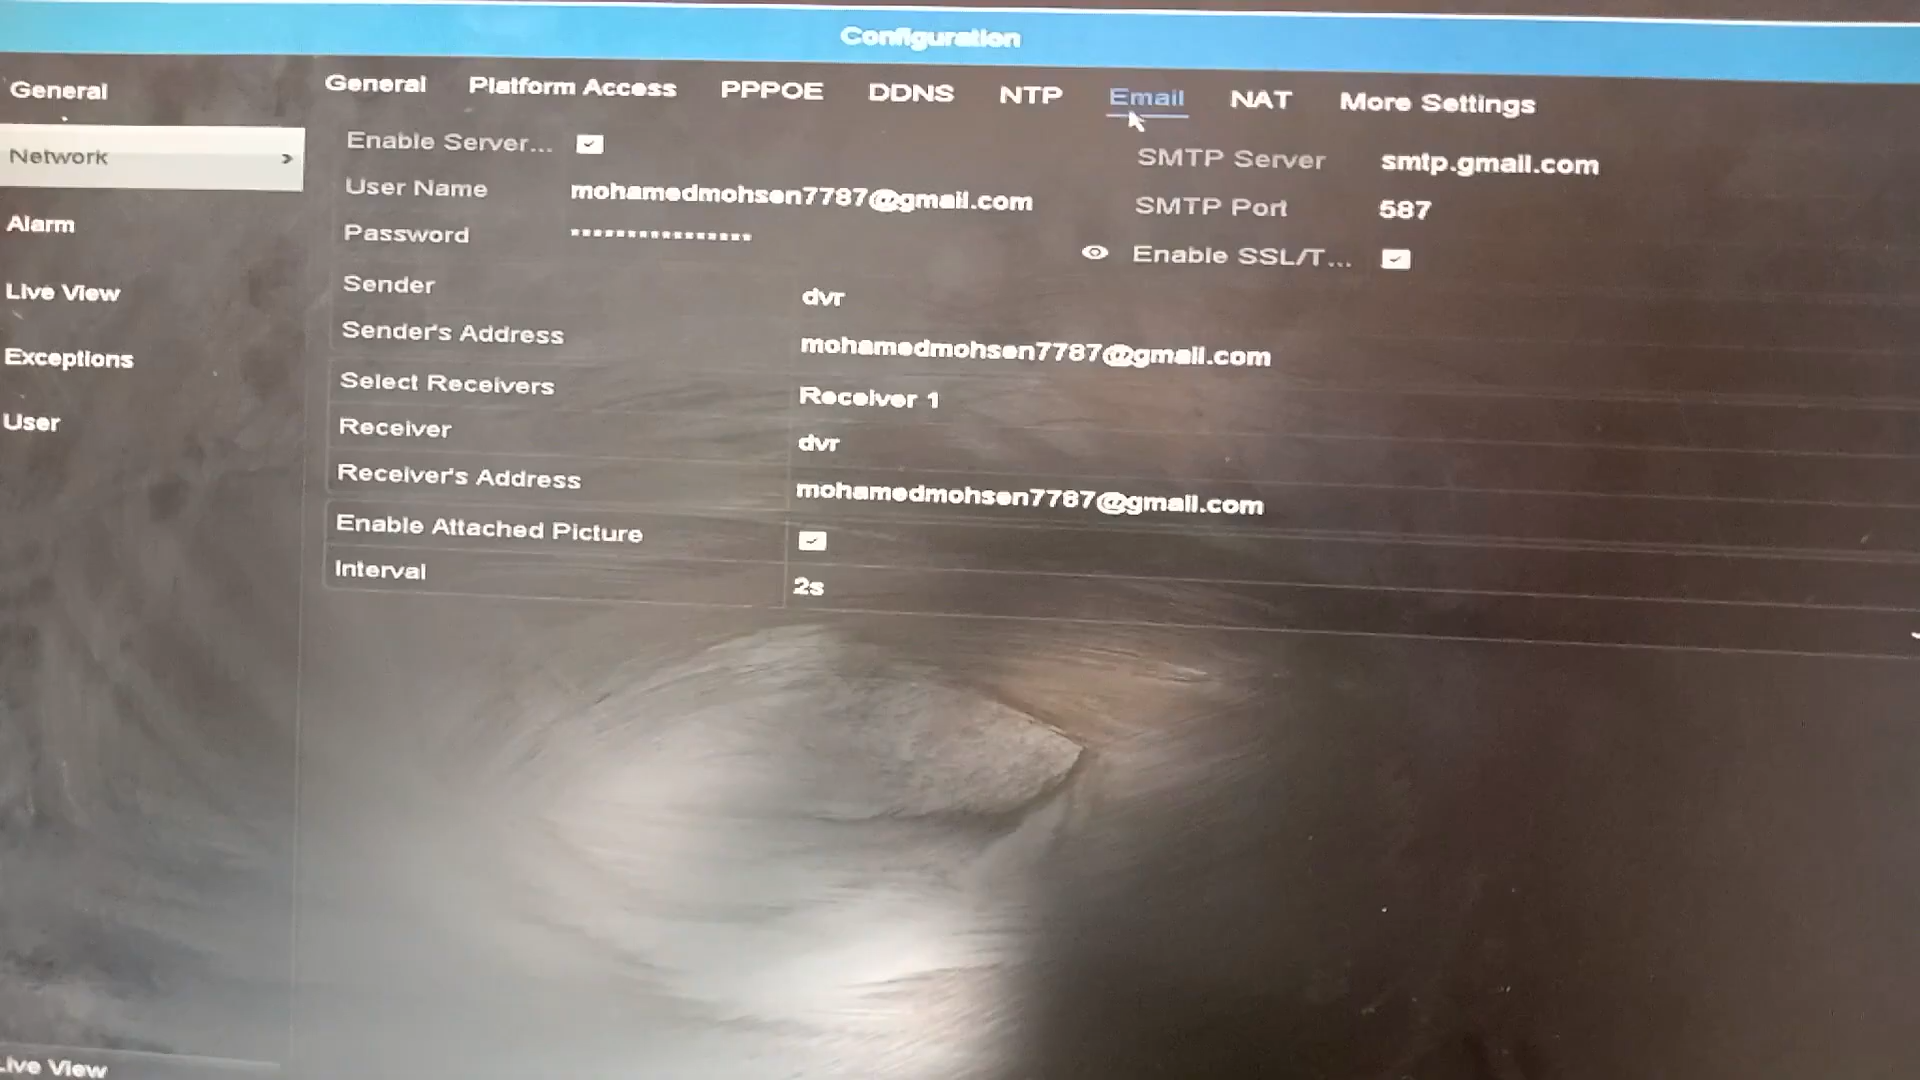 Configuration
General
Network
Alarm
Live View
Exceptions
User
Live View
General Platform Access PPPOE DDNS NTP Email NAT More Settings
Enable Server...
User Name mohamedmohsen7787@gmail.com
Password ****************
SMTP Server smtp.gmail.com
SMTP Port 587
Enable SSL/T...
Sender dvr
Sender's Address mohamedmohsen7787@gmail.com
Select Receivers Receiver 1
Receiver dvr
Receiver's Address mohamedmohsen7787@gmail.com
Enable Attached Picture
Interval 2s